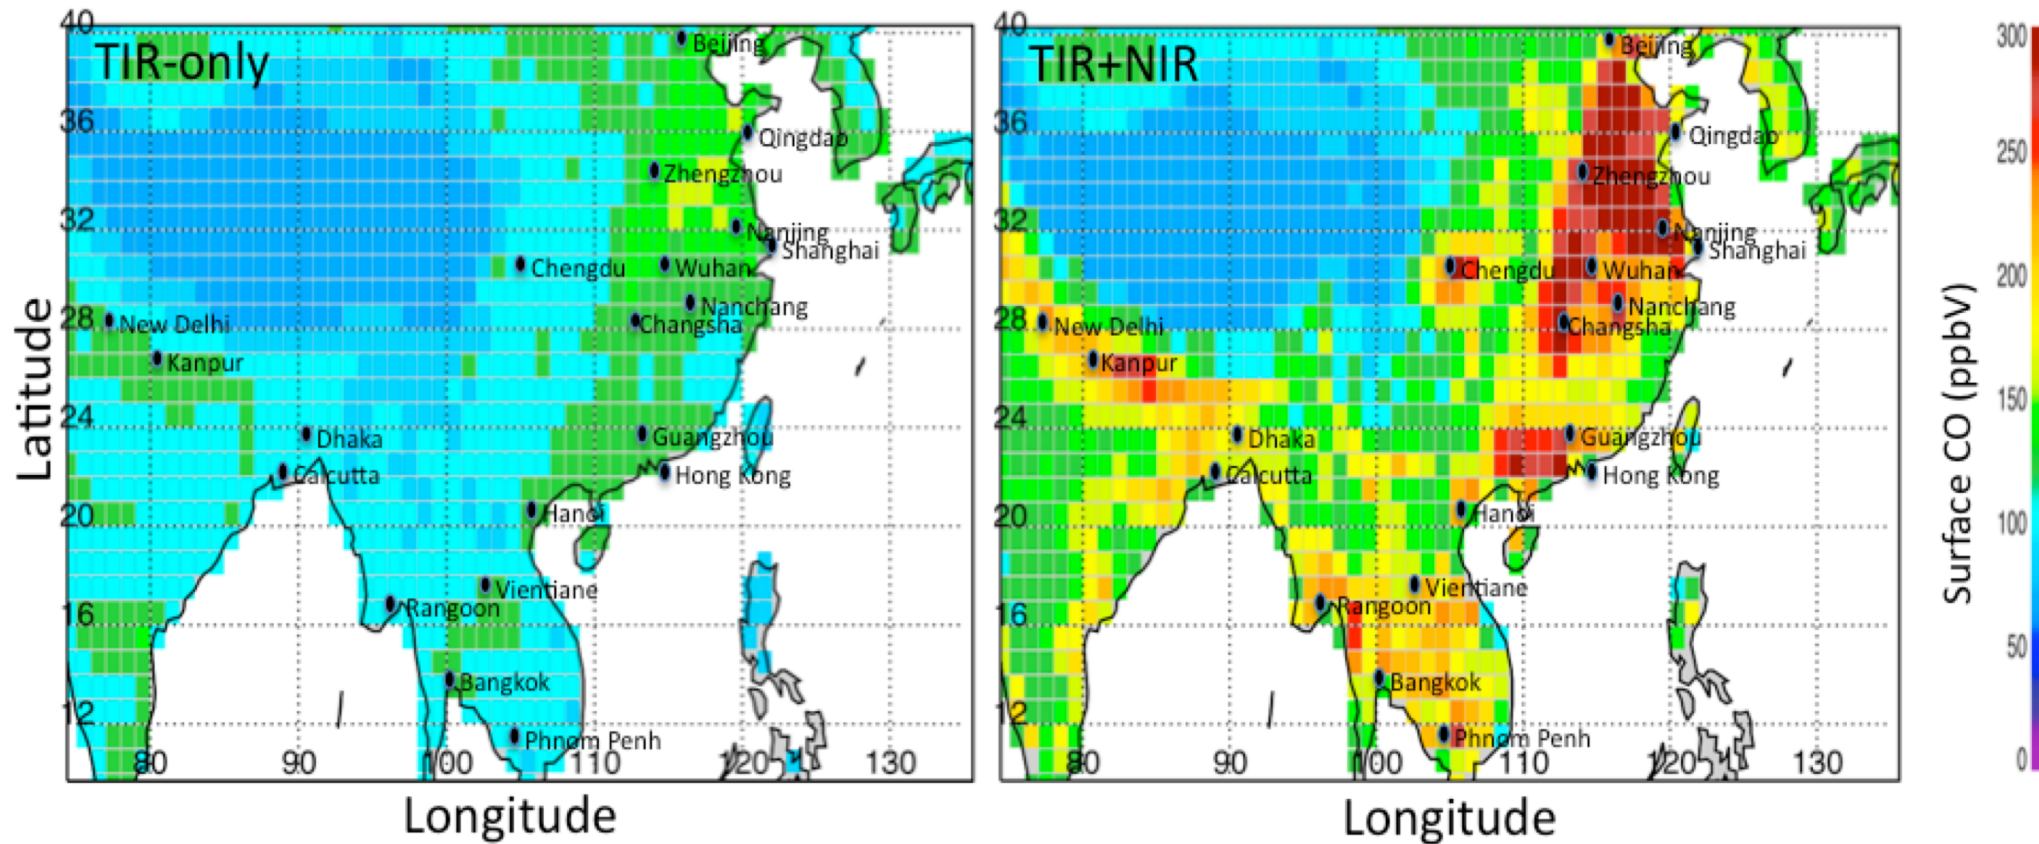 TIR-only
40
36
32
28
24
20
16
12
80
90
100
110
120
130
Latitude
Longitude
Beijing
Qingdao
Zhengzhou
Nanjing
Shanghai
Chengdu
Wuhan
Nanchang
Changsha
New Delhi
Kanpur
Dhaka
Calcutta
Guangzhou
Hong Kong
Hanoi
Vientiane
Rangoon
Bangkok
Phnom Penh
TIR+NIR
40
36
32
28
24
20
16
12
80
90
100
110
120
130
Longitude
Beijing
Qingdao
Zhengzhou
Nanjing
Shanghai
Chengdu
Wuhan
Nanchang
Changsha
New Delhi
Kanpur
Dhaka
Calcutta
Guangzhou
Hong Kong
Hanoi
Vientiane
Rangoon
Bangkok
Phnom Penh
Surface CO (ppbV)
300
250
200
150
100
50
0